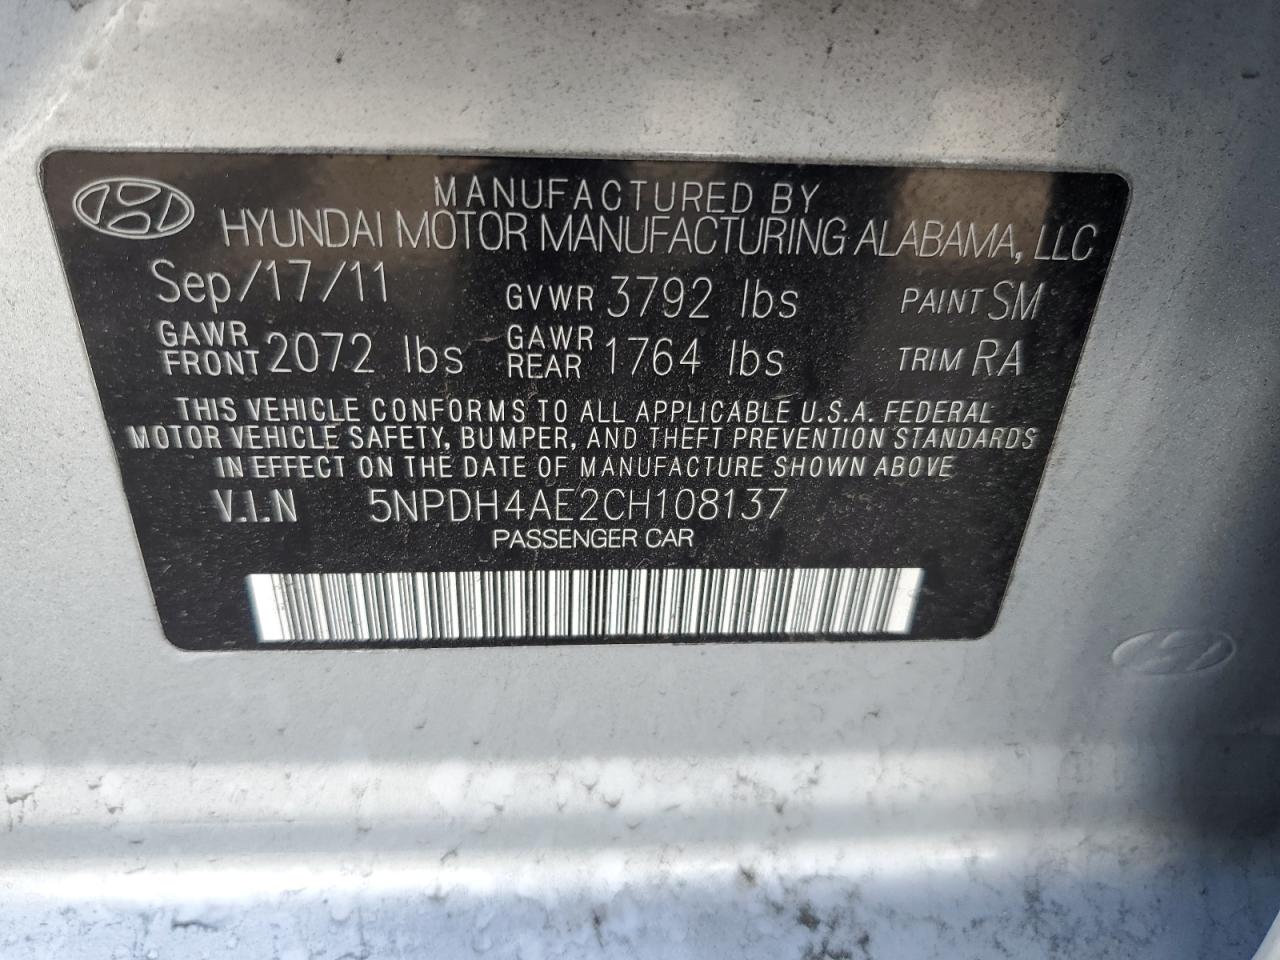 MANUFACTURED BY
HYUNDAI MOTOR MANUFACTURING ALABAMA, LLC
Sep/17/11 GVWR 3792 lbs PAINT SM
GAWR FRONT 2072 lbs GAWR REAR 1764 lbs TRIM RA
THIS VEHICLE CONFORMS TO ALL APPLICABLE U.S.A. FEDERAL
MOTOR VEHICLE SAFETY, BUMPER, AND THEFT PREVENTION STANDARDS
IN EFFECT ON THE DATE OF MANUFACTURE SHOWN ABOVE
V.I.N 5NPDH4AE2CH108137
PASSENGER CAR